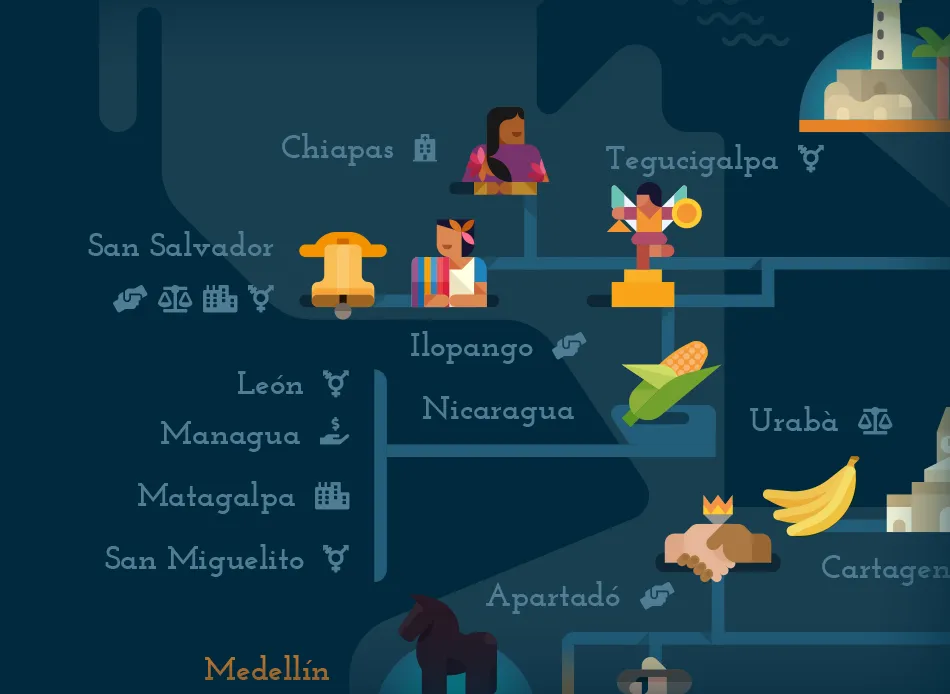 Chiapas
Tegucigalpa
San Salvador
Ilopango
León
Nicaragua
Managua
Urabà
Matagalpa
San Miguelito
Cartagen
Apartadó
Medellín